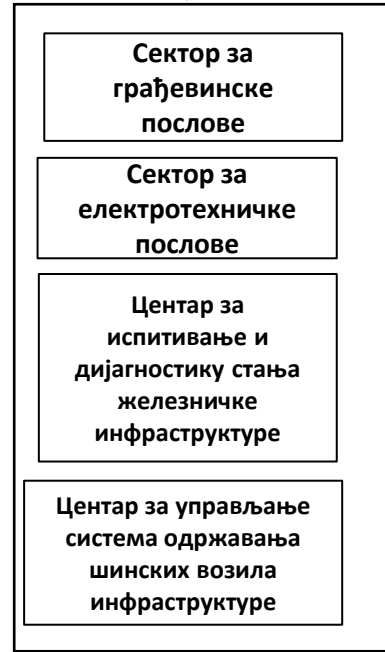 Сектор за
грађевинске
послове
Сектор за
електротехничке
послове
Центар за
испитивање и
дијагностику стања
железничке
инфраструктуре
Центар за управљање
система одржавања
шинских возила
инфраструктуре